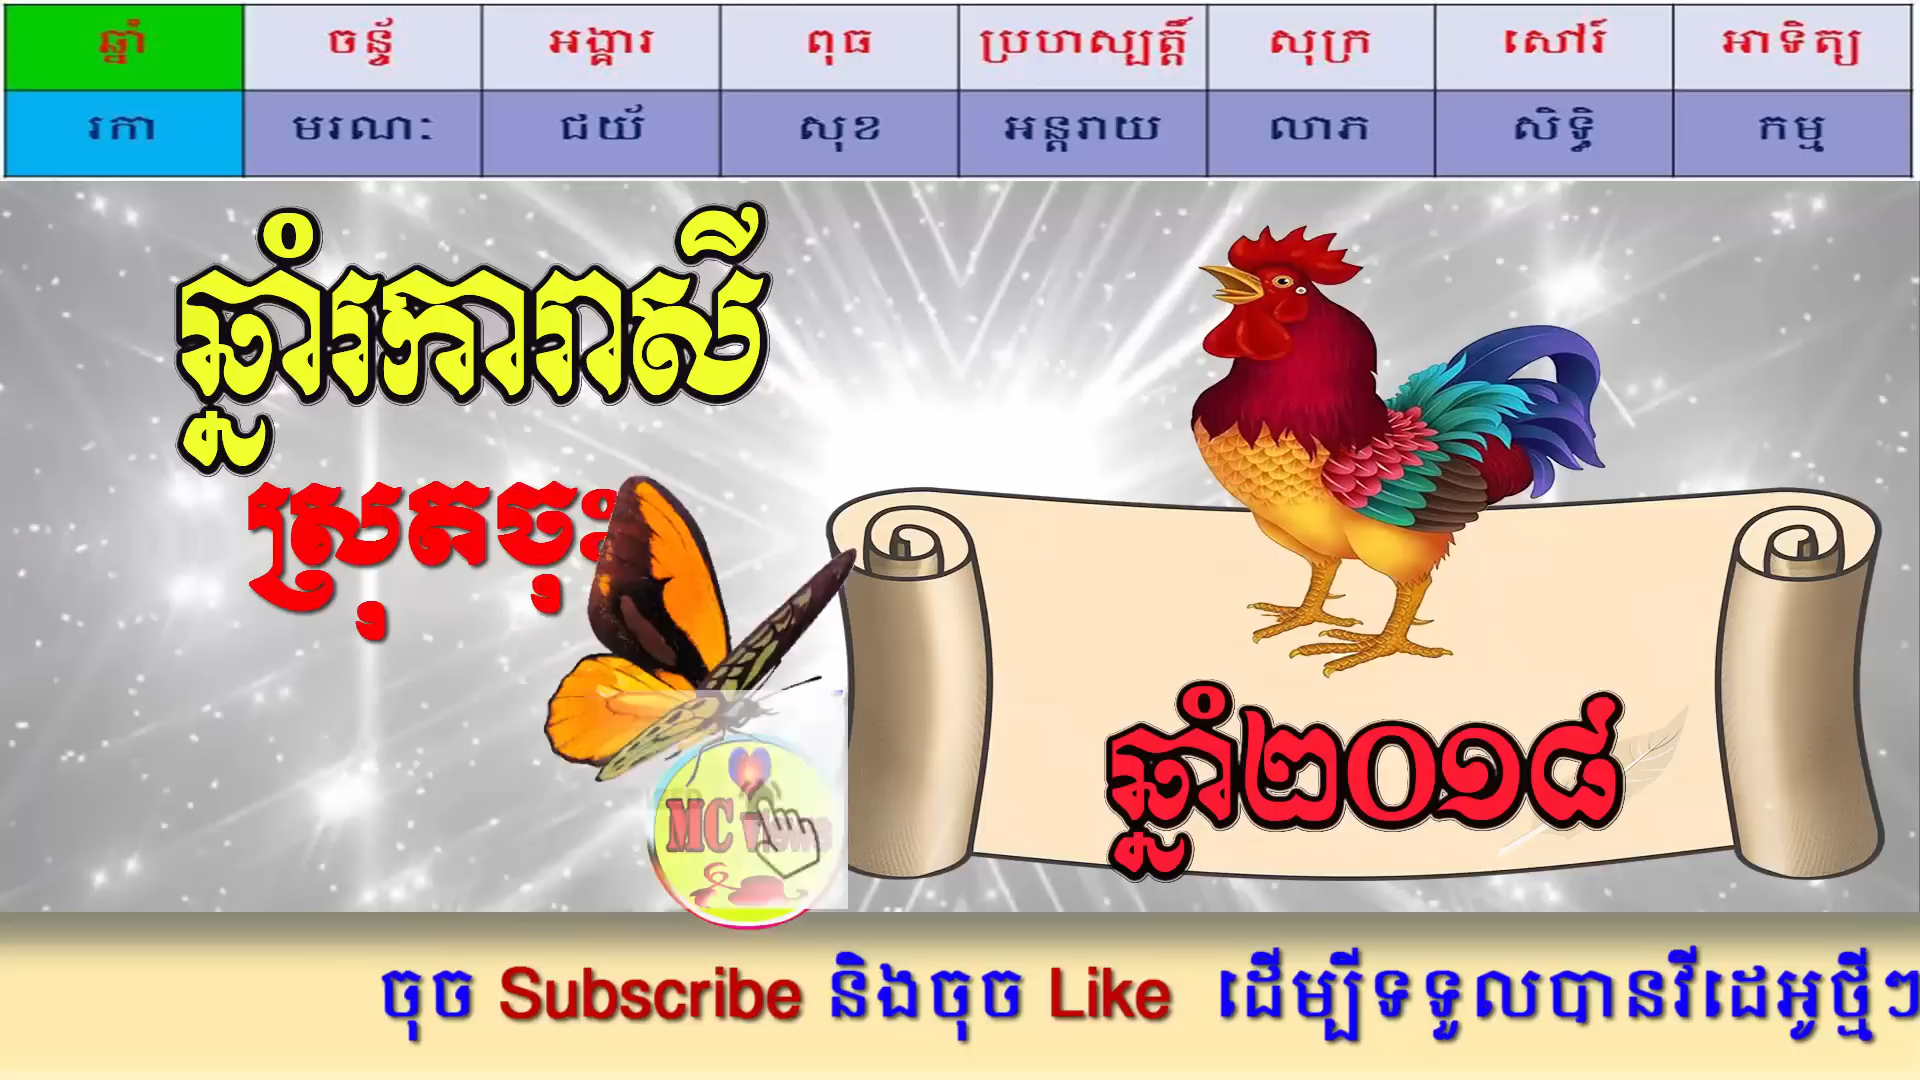 ឆ្នាំ ចន្ទ័ អង្គារ ពុធ ប្រហស្បត្តិ៍ សុក្រ សៅរ៍ អាទិត្យ
រកា មរណៈ ជយ័ សុខ អន្តរាយ លាភ សិទ្ធិ កម្ម
ឆ្នាំរការាសី
ស្រុតចុះ
ឆ្នាំ២០១៨
MC
ចុច Subscribe និងចុច Like ដើម្បីទទួលបានវីដេអូថ្មីៗ